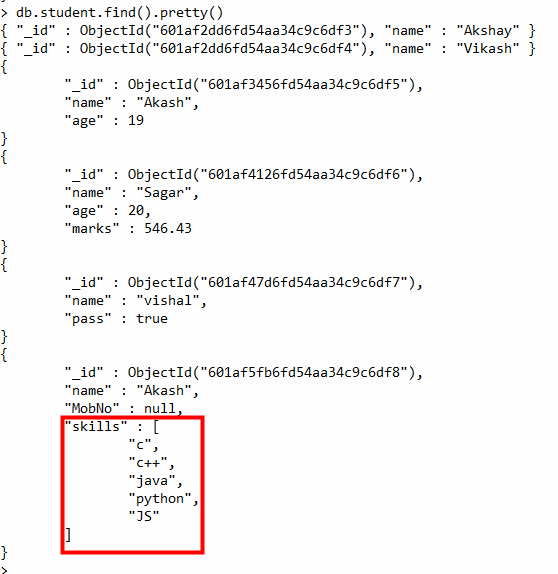 > db.student.find().pretty()
{ "_id" : ObjectId("601af2dd6fd54aa34c9c6df3"), "name" : "Akshay" }
{ "_id" : ObjectId("601af2dd6fd54aa34c9c6df4"), "name" : "Vikash" }
{
        "_id" : ObjectId("601af3456fd54aa34c9c6df5"),
        "name" : "Akash",
        "age" : 19
}
{
        "_id" : ObjectId("601af4126fd54aa34c9c6df6"),
        "name" : "Sagar",
        "age" : 20,
        "marks" : 546.43
}
{
        "_id" : ObjectId("601af47d6fd54aa34c9c6df7"),
        "name" : "vishal",
        "pass" : true
}
{
        "_id" : ObjectId("601af5fb6fd54aa34c9c6df8"),
        "name" : "Akash",
        "MobNo" : null,
        "skills" : [
                "c",
                "c++",
                "java",
                "python",
                "JS"
        ]
}
>